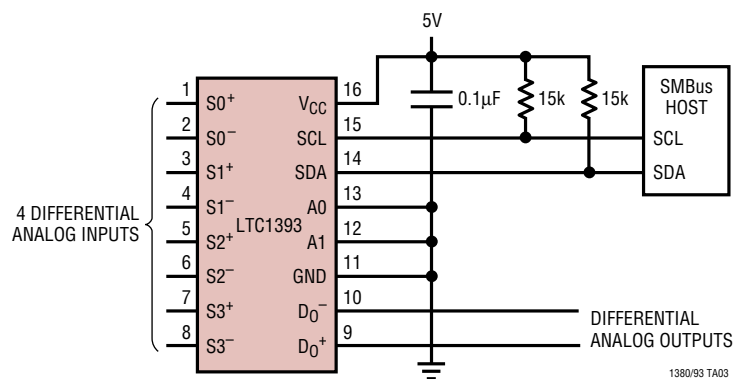 5V
1
S0+
2
S0−
3
S1+
4
S1−
5
S2+
6
S2−
7
S3+
8
S3−
4 DIFFERENTIAL
ANALOG INPUTS
LTC1393
VCC
16
SCL
15
SDA
14
A0
13
A1
12
GND
11
DO−
10
DO+
9
0.1µF
15k
15k
SMBus
HOST
SCL
SDA
DIFFERENTIAL
ANALOG OUTPUTS
1380/93 TA03